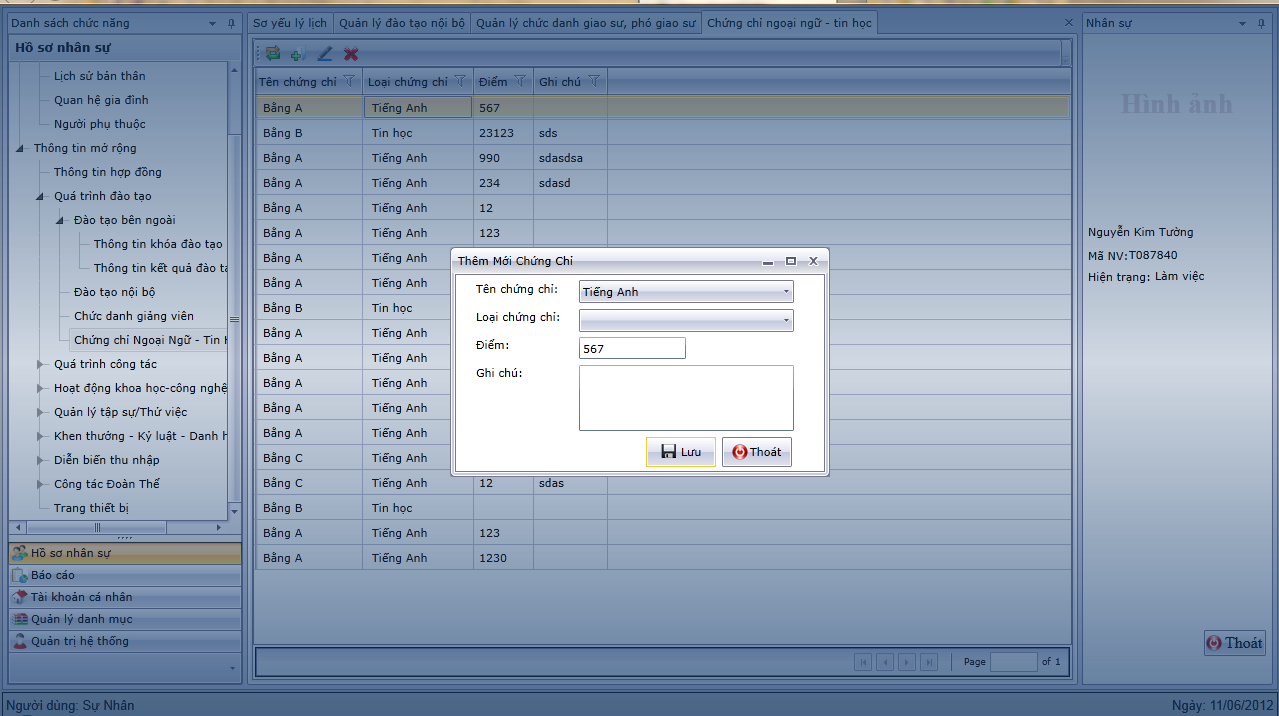 Danh sách chức năng
Hồ sơ nhân sự
Lịch sử bản thân
Quan hệ gia đình
Người phụ thuộc
Thông tin mở rộng
Thông tin hợp đồng
Quá trình đào tạo
Đào tạo bên ngoài
Thông tin khóa đào tạo
Thông tin kết quả đào tạ
Đào tạo nội bộ
Chức danh giảng viên
Chứng chỉ Ngoại Ngữ - Tin H
Quá trình công tác
Hoạt động khoa học-công nghệ
Quản lý tập sự/Thử việc
Khen thưởng - Kỷ luật - Danh h
Diễn biến thu nhập
Công tác Đoàn Thể
Trang thiết bị
Hồ sơ nhân sự
Báo cáo
Tài khoản cá nhân
Quản lý danh mục
Quản trị hệ thống
Sơ yếu lý lịch Quản lý đào tạo nội bộ Quản lý chức danh giao sư, phó giao sư Chứng chỉ ngoại ngữ - tin học
Tên chứng chỉ Loại chứng chỉ Điểm Ghi chú
Bằng A Tiếng Anh 567
Bằng B Tin học 23123 sds
Bằng A Tiếng Anh 990 sdasdsa
Bằng A Tiếng Anh 234 sdasd
Bằng A Tiếng Anh 12
Bằng A Tiếng Anh 123
Bằng A Tiếng Anh
Bằng A Tiếng Anh
Bằng B Tin học
Bằng A Tiếng Anh
Bằng A Tiếng Anh
Bằng A Tiếng Anh
Bằng A Tiếng Anh
Bằng A Tiếng Anh
Bằng C Tiếng Anh
Bằng C Tiếng Anh 12 sdas
Bằng B Tin học
Bằng A Tiếng Anh 123
Bằng A Tiếng Anh 1230
Page of 1
Thêm Mới Chứng Chỉ
Tên chứng chỉ: Tiếng Anh
Loại chứng chỉ:
Điểm: 567
Ghi chú:
Lưu Thoát
Nhân sự
Hình ảnh
Nguyễn Kim Tường
Mã NV:T087840
Hiện trạng: Làm việc
Thoát
Người dùng: Sự Nhân
Ngày: 11/06/2012